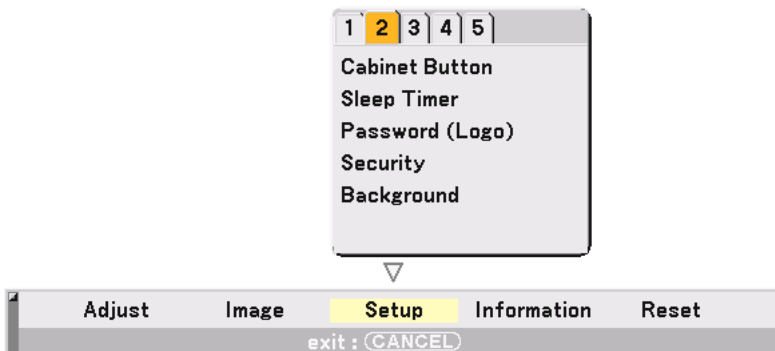 1 2 3 4 5
Cabinet Button
Sleep Timer
Password (Logo)
Security
Background
Adjust Image Setup Information Reset
exit : CANCEL